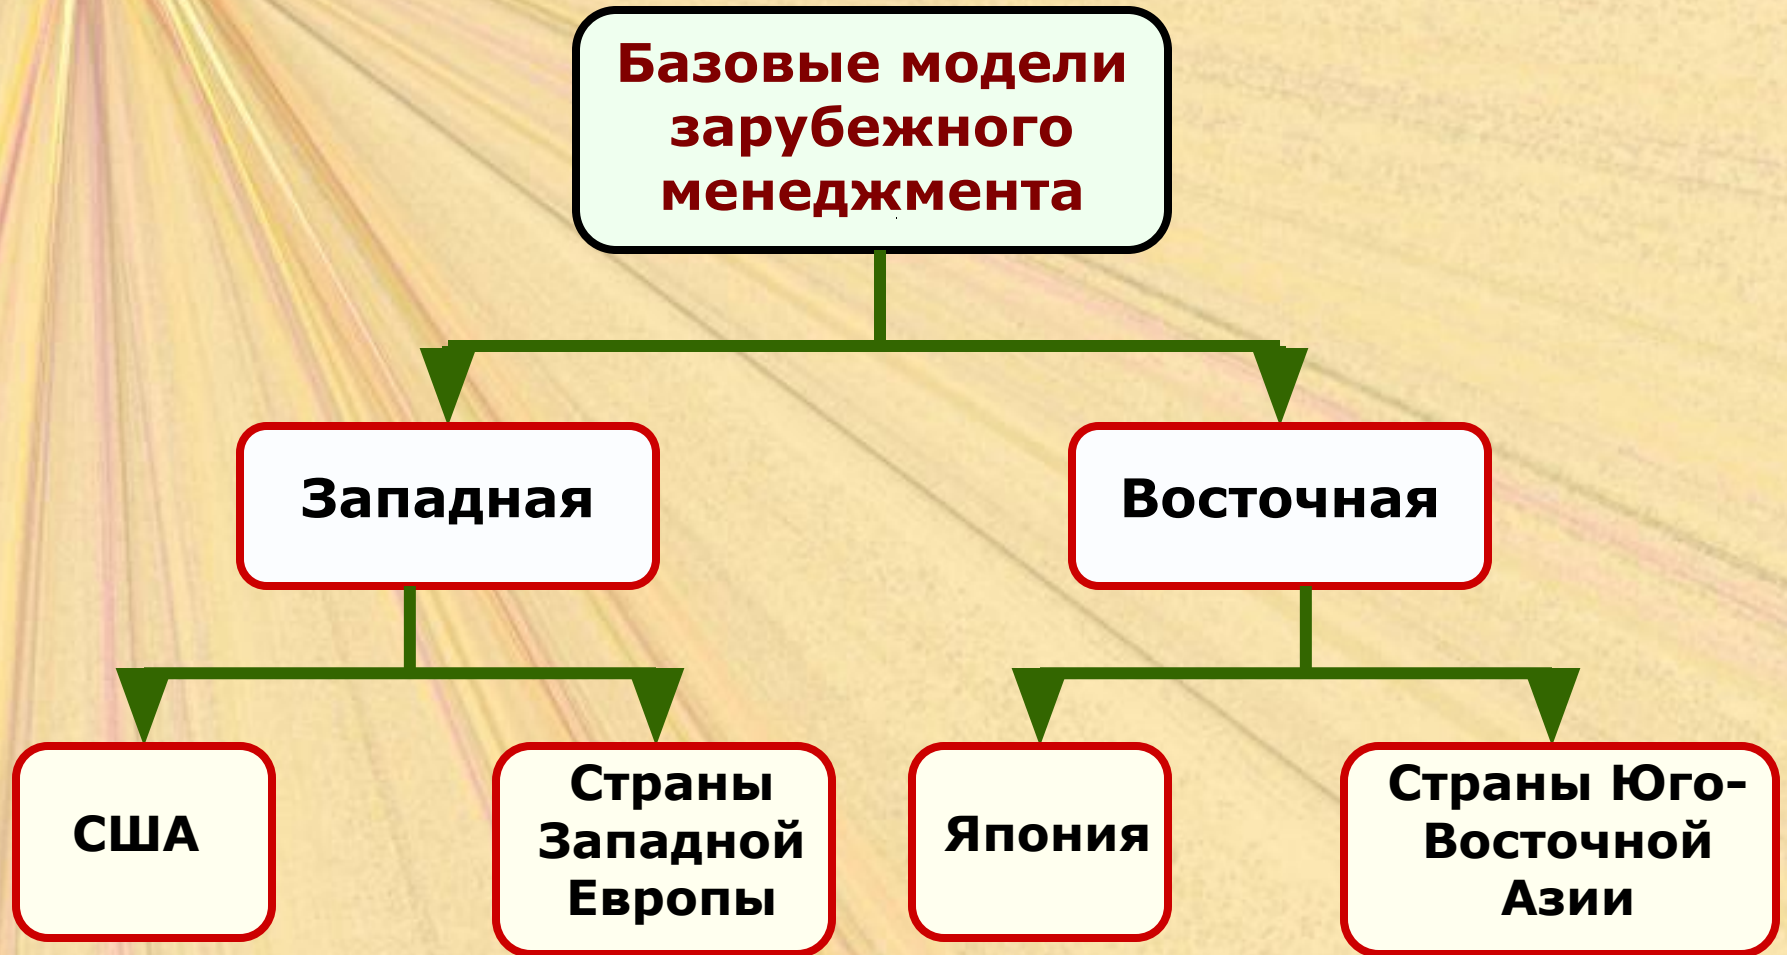 Базовые модели
зарубежного
менеджмента
Западная
Восточная
США
Страны
Западной
Европы
Япония
Страны Юго-
Восточной
Азии